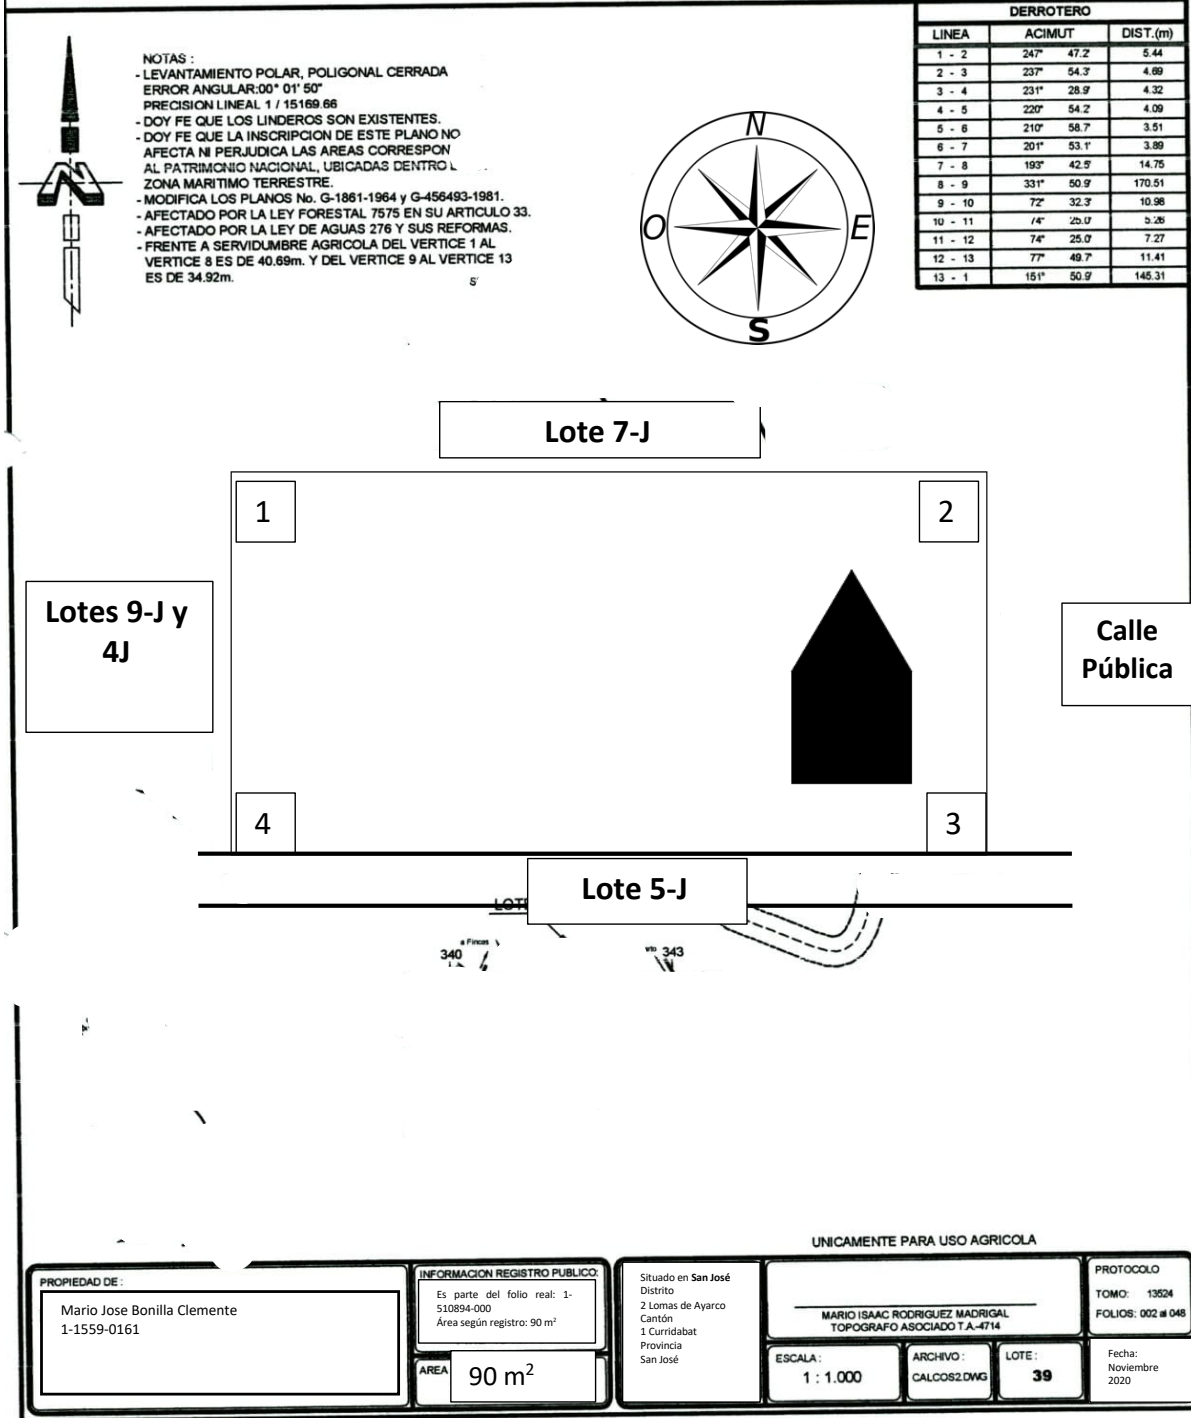 NOTAS :
- LEVANTAMIENTO POLAR, POLIGONAL CERRADA
ERROR ANGULAR:00° 01' 50"
PRECISION LINEAL 1 / 15169.66
- DOY FE QUE LOS LINDEROS SON EXISTENTES.
- DOY FE QUE LA INSCRIPCION DE ESTE PLANO NO
AFECTA NI PERJUDICA LAS AREAS CORRESPON
AL PATRIMONIO NACIONAL, UBICADAS DENTRO
ZONA MARITIMO TERRESTRE.
- MODIFICA LOS PLANOS No. G-1861-1964 y G-456493-1981.
- AFECTADO POR LA LEY FORESTAL 7575 EN SU ARTICULO 33.
- AFECTADO POR LA LEY DE AGUAS 276 Y SUS REFORMAS.
- FRENTE A SERVIDUMBRE AGRICOLA DEL VERTICE 1 AL
VERTICE 8 ES DE 40.69m. Y DEL VERTICE 9 AL VERTICE 13
ES DE 34.92m.
N
O
E
S
DERROTERO
LINEA ACIMUT DIST.(m)
1 - 2 247° 47.2' 5.44
2 - 3 237° 54.3' 4.69
3 - 4 231° 28.9' 4.32
4 - 5 220° 54.2' 4.09
5 - 6 210° 58.7' 3.51
6 - 7 201° 53.1' 3.89
7 - 8 193° 42.5' 14.75
8 - 9 331° 50.9' 170.51
9 - 10 72° 32.3' 10.98
10 - 11 74° 25.0' 5.26
11 - 12 74° 25.0' 7.27
12 - 13 77° 49.7' 11.41
13 - 1 151° 50.9' 145.31
Lote 7-J
1
2
Lotes 9-J y
4J
Calle
Pública
4
3
Lote 5-J
LOT
a Fincas
340
343
UNICAMENTE PARA USO AGRICOLA
PROPIEDAD DE :
Mario Jose Bonilla Clemente
1-1559-0161
INFORMACION REGISTRO PUBLICO:
Es parte del folio real: 1-
510894-000
Área según registro: 90 m²
AREA
90 m²
Situado en San José
Distrito
2 Lomas de Ayarco
Cantón
1 Curridabat
Provincia
San José
MARIO ISAAC RODRIGUEZ MADRIGAL
TOPOGRAFO ASOCIADO T.A.-4714
ESCALA :
1 : 1.000
ARCHIVO :
CALCOS2.DWG
LOTE :
39
PROTOCOLO
TOMO: 13524
FOLIOS: 002 al 048
Fecha:
Noviembre
2020